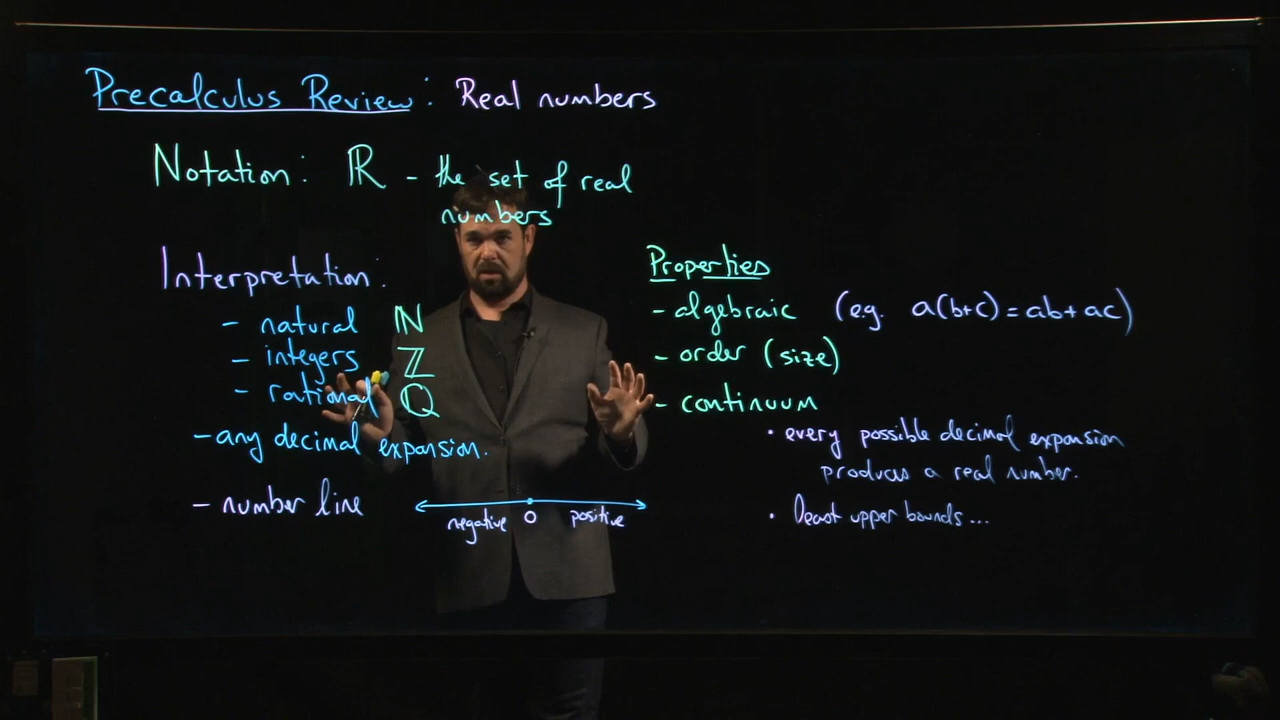 Precalculus Review: Real numbers
Notation: ℝ - the set of real
numbers
Interpretation:
- natural ℕ
- integers ℤ
- rational ℚ
- any decimal expansion.
- number line
negative 0 positive
Properties
- algebraic (e.g. a(b+c)=ab+ac)
- order (size)
- continuum
• every possible decimal expansion
produces a real number.
• least upper bounds...